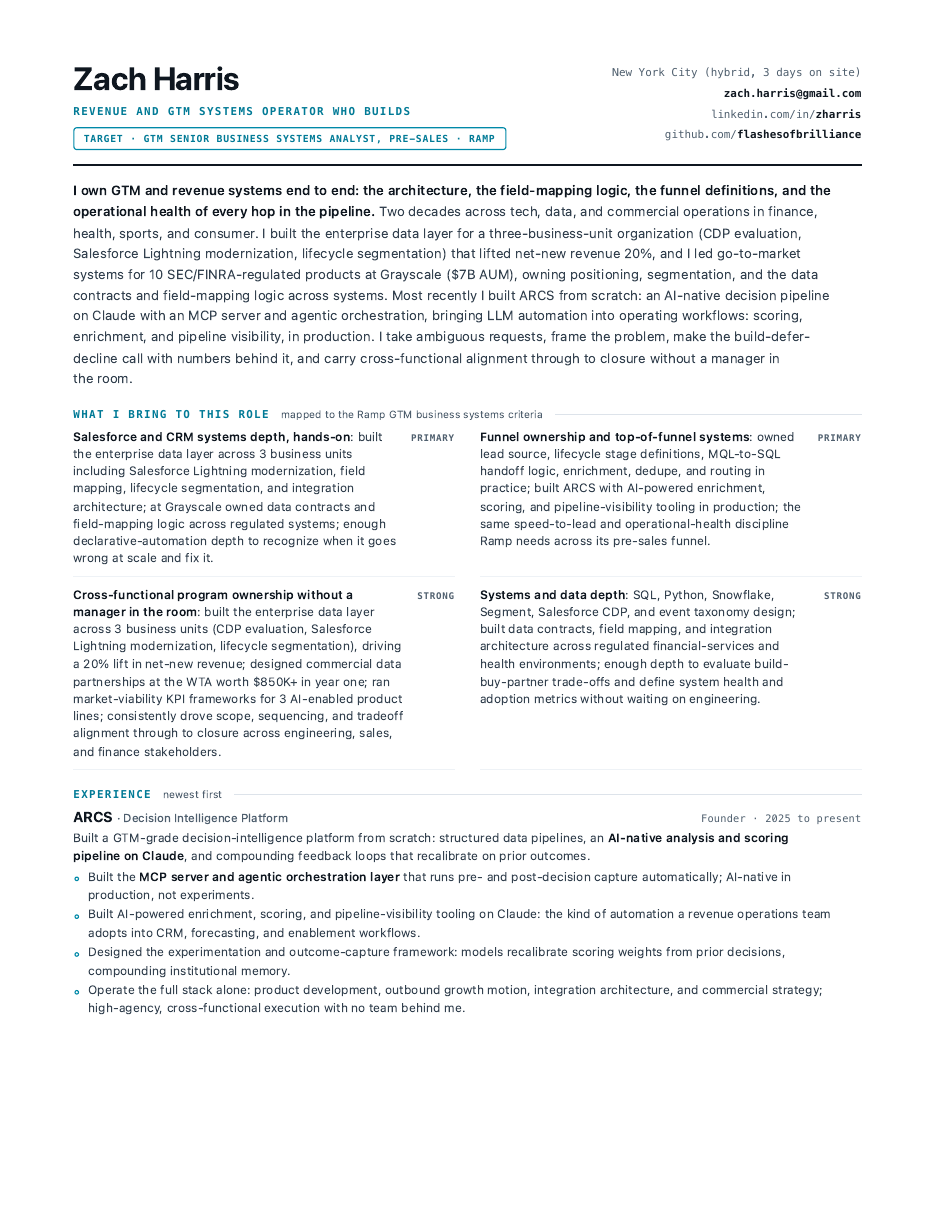 Zach Harris
REVENUE AND GTM SYSTEMS OPERATOR WHO BUILDS
TARGET · GTM SENIOR BUSINESS SYSTEMS ANALYST, PRE-SALES · RAMP
New York City (hybrid, 3 days on site)
zach.harris@gmail.com
linkedin.com/in/zharris
github.com/flashesofbrilliance
I own GTM and revenue systems end to end: the architecture, the field-mapping logic, the funnel definitions, and the
operational health of every hop in the pipeline. Two decades across tech, data, and commercial operations in finance,
health, sports, and consumer. I built the enterprise data layer for a three-business-unit organization (CDP evaluation,
Salesforce Lightning modernization, lifecycle segmentation) that lifted net-new revenue 20%, and I led go-to-market
systems for 10 SEC/FINRA-regulated products at Grayscale ($7B AUM), owning positioning, segmentation, and the data
contracts and field-mapping logic across systems. Most recently I built ARCS from scratch: an AI-native decision pipeline
on Claude with an MCP server and agentic orchestration, bringing LLM automation into operating workflows: scoring,
enrichment, and pipeline visibility, in production. I take ambiguous requests, frame the problem, make the build-defer-
decline call with numbers behind it, and carry cross-functional alignment through to closure without a manager in
the room.
WHAT I BRING TO THIS ROLE mapped to the Ramp GTM business systems criteria
Salesforce and CRM systems depth, hands-on: built PRIMARY
the enterprise data layer across 3 business units
including Salesforce Lightning modernization, field
mapping, lifecycle segmentation, and integration
architecture; at Grayscale owned data contracts and
field-mapping logic across regulated systems; enough
declarative-automation depth to recognize when it goes
wrong at scale and fix it.
Funnel ownership and top-of-funnel systems: owned PRIMARY
lead source, lifecycle stage definitions, MQL-to-SQL
handoff logic, enrichment, dedupe, and routing in
practice; built ARCS with AI-powered enrichment,
scoring, and pipeline-visibility tooling in production; the
same speed-to-lead and operational-health discipline
Ramp needs across its pre-sales funnel.
Cross-functional program ownership without a STRONG
manager in the room: built the enterprise data layer
across 3 business units (CDP evaluation, Salesforce
Lightning modernization, lifecycle segmentation), driving
a 20% lift in net-new revenue; designed commercial data
partnerships at the WTA worth $850K+ in year one; ran
market-viability KPI frameworks for 3 AI-enabled product
lines; consistently drove scope, sequencing, and tradeoff
alignment through to closure across engineering, sales,
and finance stakeholders.
Systems and data depth: SQL, Python, Snowflake, STRONG
Segment, Salesforce CDP, and event taxonomy design;
built data contracts, field mapping, and integration
architecture across regulated financial-services and
health environments; enough depth to evaluate build-
buy-partner trade-offs and define system health and
adoption metrics without waiting on engineering.
EXPERIENCE newest first
ARCS · Decision Intelligence Platform Founder · 2025 to present
Built a GTM-grade decision-intelligence platform from scratch: structured data pipelines, an AI-native analysis and scoring
pipeline on Claude, and compounding feedback loops that recalibrate on prior outcomes.
Built the MCP server and agentic orchestration layer that runs pre- and post-decision capture automatically; AI-native in
production, not experiments.
Built AI-powered enrichment, scoring, and pipeline-visibility tooling on Claude: the kind of automation a revenue operations team
adopts into CRM, forecasting, and enablement workflows.
Designed the experimentation and outcome-capture framework: models recalibrate scoring weights from prior decisions,
compounding institutional memory.
Operate the full stack alone: product development, outbound growth motion, integration architecture, and commercial strategy;
high-agency, cross-functional execution with no team behind me.